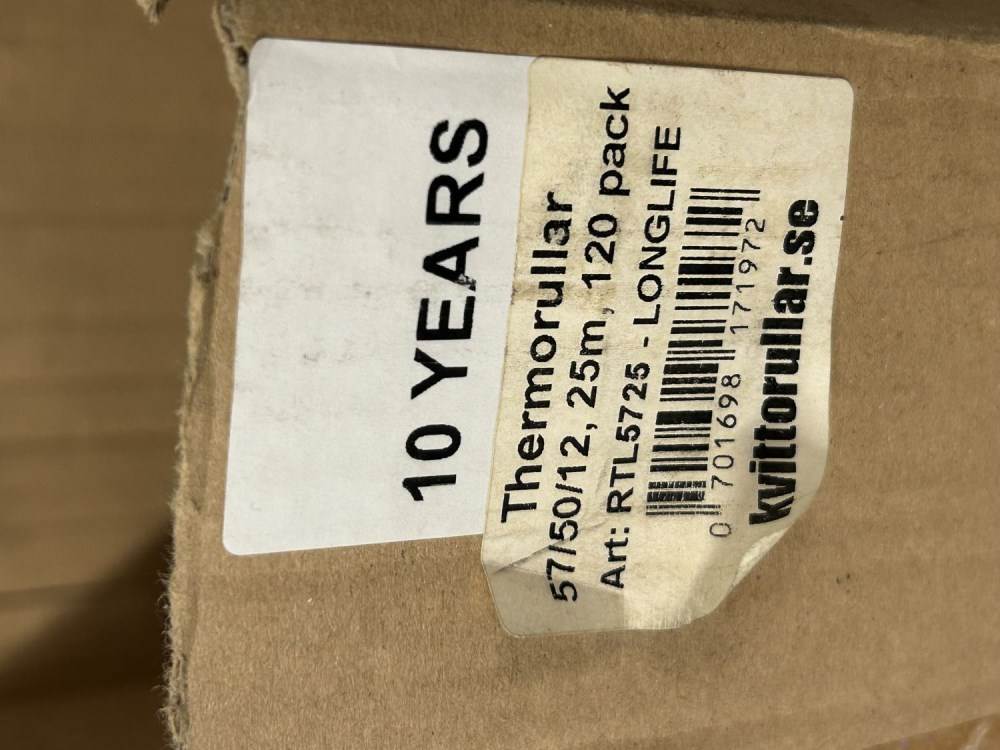 10 YEARS
Thermorullar
57/50/12, 25m, 120 pack
Art: RTL5725 - LONGLIFE
0 701698 171972
kvittorullar.se